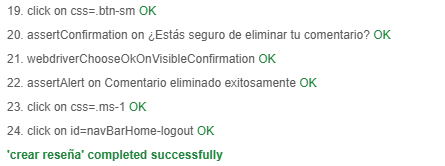 19. click on css=.btn-sm OK
20. assertConfirmation on ¿Estás seguro de eliminar tu comentario? OK
21. webdriverChooseOkOnVisibleConfirmation OK
22. assertAlert on Comentario eliminado exitosamente OK
23. click on css=.ms-1 OK
24. click on id=navBarHome-logout OK
'crear reseña' completed successfully